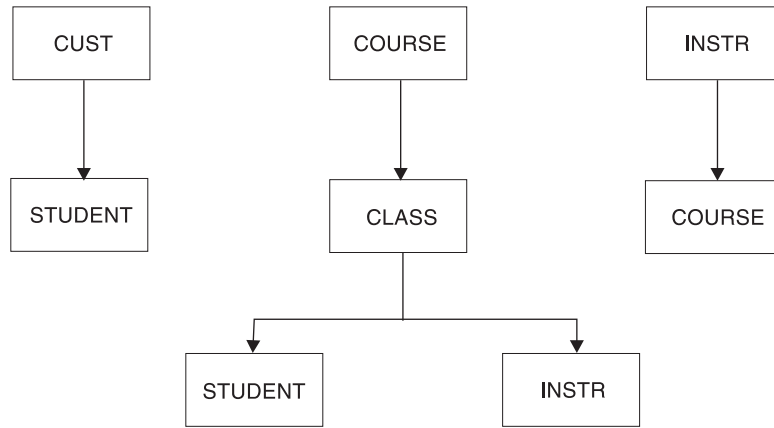 CUST
COURSE
INSTR
STUDENT
CLASS
COURSE
STUDENT
INSTR